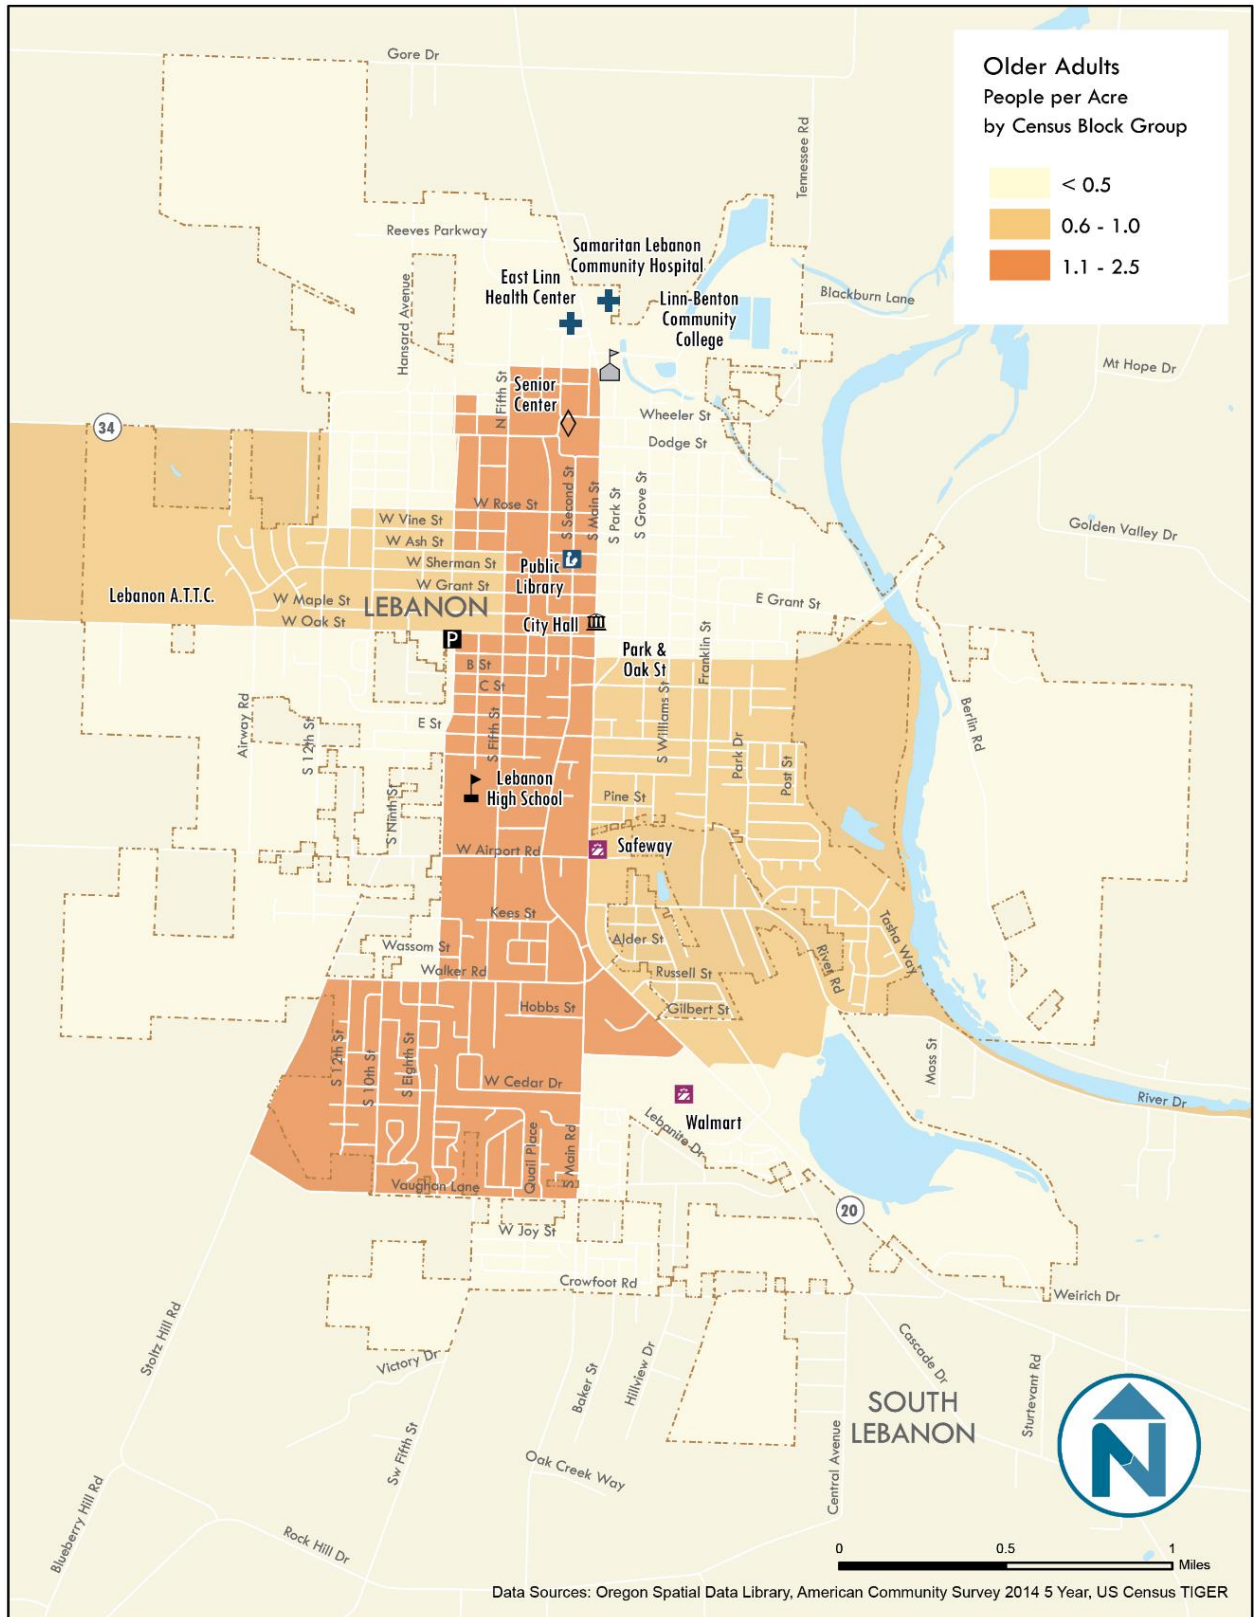 Gore Dr
Older Adults
People per Acre
by Census Block Group
< 0.5
0.6 - 1.0
1.1 - 2.5
Tennessee Rd
Reeves Parkway
Samaritan Lebanon
Community Hospital
East Linn
Health Center
Linn-Benton
Community
College
Blackburn Lane
Hansard Avenue
Mt Hope Dr
N Fifth St
Senior
Center
Wheeler St
34
Dodge St
S Second St
S Main St
S Park St
S Grove St
W Rose St
W Vine St
Golden Valley Dr
W Ash St
W Sherman St
Public
Library
W Grant St
Lebanon A.T.T.C.
W Maple St
LEBANON
E Grant St
W Oak St
City Hall
P
Park &
Oak St
Franklin St
B St
C St
S Williams St
Airway Rd
S 12th St
E St
S Fifth St
Park Dr
Post St
Berlin Rd
Lebanon
High School
S Ninth St
Pine St
W Airport Rd
Safeway
Kees St
Wassom St
Alder St
Tasha Way
Walker Rd
Russell St
River Rd
Hobbs St
Gilbert St
S 12th St
S 10th St
S Eighth St
Moss St
W Cedar Dr
River Dr
Walmart
Lebanite Dr
Quail Place
S Main Rd
Vaughan Lane
20
W Joy St
Crowfoot Rd
Weirich Dr
Stoltz Hill Rd
Victory Dr
Cascade Dr
Baker St
Hillview Dr
Sturtevant Rd
SOUTH
LEBANON
Sw Fifth St
Central Avenue
Oak Creek Way
N
Blueberry Hill Rd
Rock Hill Dr
0 0.5 1
Miles
Data Sources: Oregon Spatial Data Library, American Community Survey 2014 5 Year, US Census TIGER